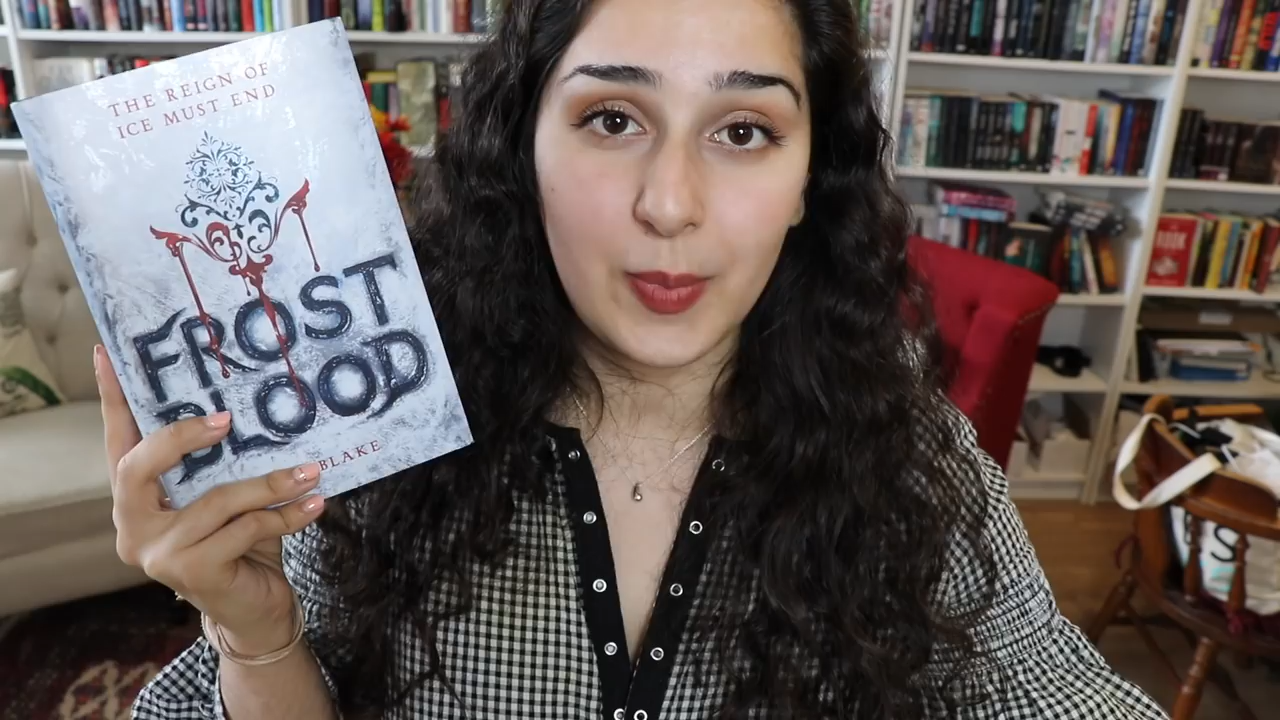 THE REIGN OF
ICE MUST END
FROST
BLOOD
BLAKE